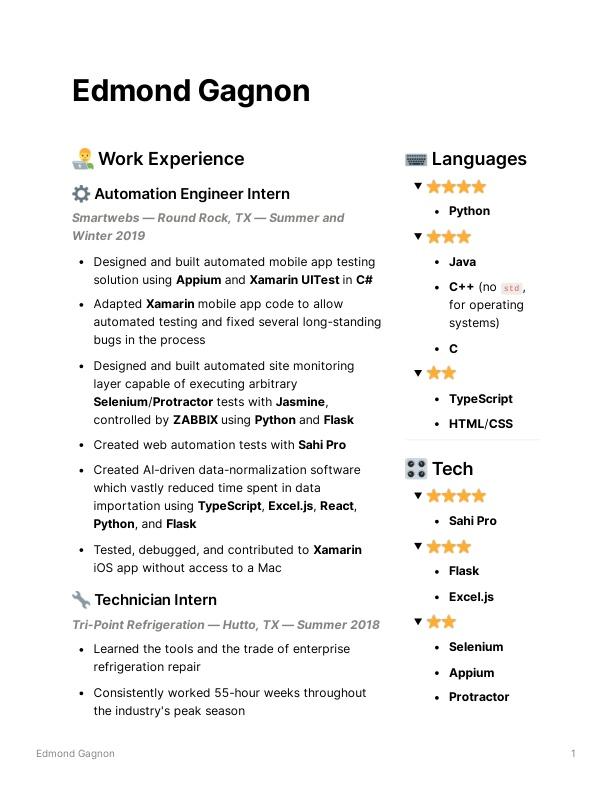 Edmond Gagnon
Work Experience
Automation Engineer Intern
Smartwebs — Round Rock, TX — Summer and
Winter 2019
• Designed and built automated mobile app testing
solution using Appium and Xamarin UITest in C#
• Adapted Xamarin mobile app code to allow
automated testing and fixed several long-standing
bugs in the process
• Designed and built automated site monitoring
layer capable of executing arbitrary
Selenium/Protractor tests with Jasmine,
controlled by ZABBIX using Python and Flask
• Created web automation tests with Sahi Pro
• Created AI-driven data-normalization software
which vastly reduced time spent in data
importation using TypeScript, Excel.js, React,
Python, and Flask
• Tested, debugged, and contributed to Xamarin
iOS app without access to a Mac
Technician Intern
Tri-Point Refrigeration — Hutto, TX — Summer 2018
• Learned the tools and the trade of enterprise
refrigeration repair
• Consistently worked 55-hour weeks throughout
the industry's peak season
Languages
• Python
• Java
• C++ (no std,
for operating
systems)
• C
• TypeScript
• HTML/CSS
Tech
• Sahi Pro
• Flask
• Excel.js
• Selenium
• Appium
• Protractor
Edmond Gagnon
1